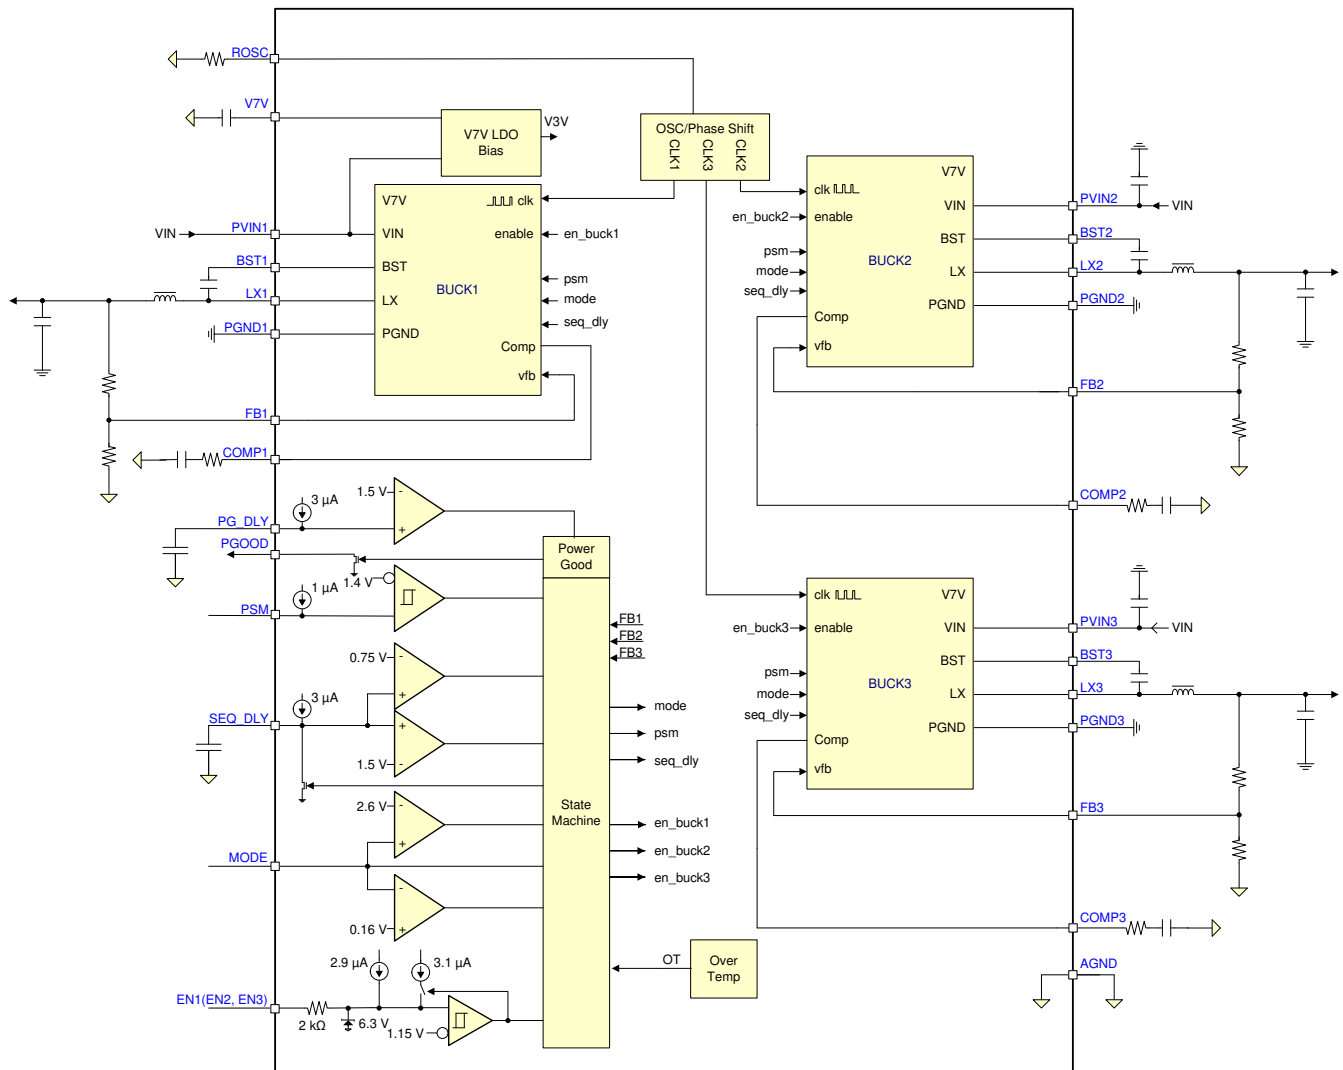 ROSC
V7V
V7V LDO
Bias
V3V
OSC/Phase Shift
CLK1
CLK3
CLK2
V7V
clk
VIN
PVIN1
VIN
enable
en_buck1
BST1
BST
psm
BUCK1
LX1
LX
mode
seq_dly
PGND1
PGND
Comp
vfb
FB1
COMP1
V7V
clk
VIN
PVIN2
VIN
en_buck2
enable
BST
BST2
psm
BUCK2
mode
LX
LX2
seq_dly
PGND
PGND2
Comp
vfb
FB2
COMP2
1.5 V
-
3 µA
PG_DLY
+
PGOOD
Power
Good
1.4 V
1 µA
PSM
FB1
FB2
FB3
0.75 V
-
+
3 µA
SEQ_DLY
+
1.5 V
-
mode
psm
seq_dly
2.6 V
-
+
State
Machine
en_buck1
en_buck2
en_buck3
MODE
-
0.16 V
+
2.9 µA
3.1 µA
OT
Over
Temp
EN1(EN2, EN3)
2 kΩ
6.3 V
1.15 V
clk
V7V
en_buck3
enable
VIN
PVIN3
VIN
BST
BST3
psm
BUCK3
mode
LX
LX3
seq_dly
PGND
PGND3
Comp
vfb
FB3
COMP3
AGND